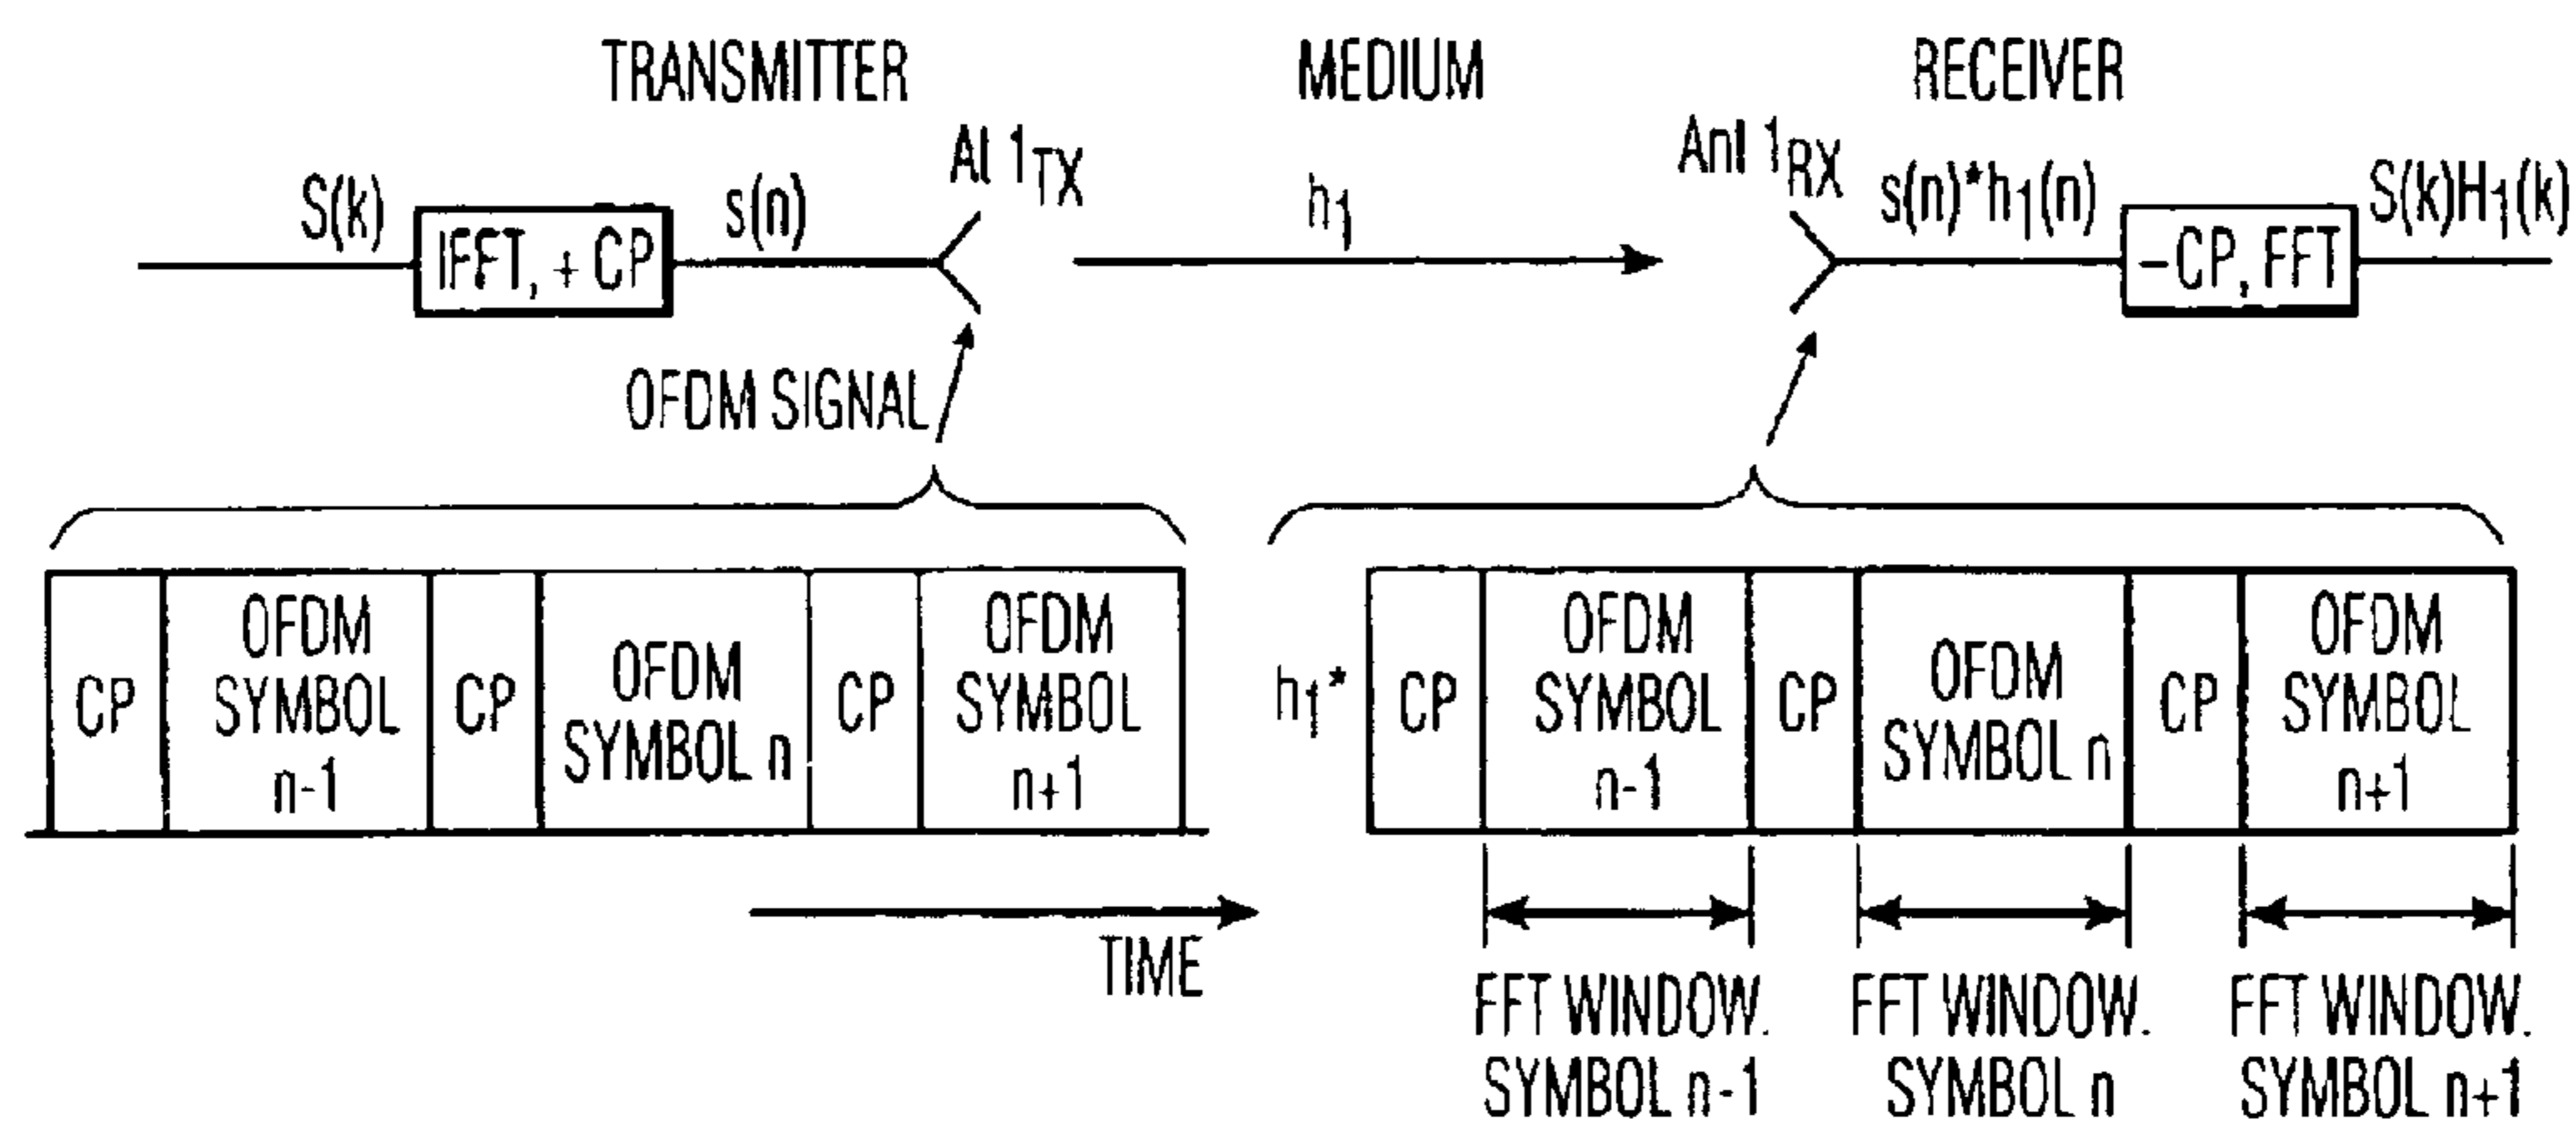 TRANSMITTER
MEDIUM
RECEIVER
S(k)
IFFT, + CP
s(n)
At 1TX
h1
Ant 1RX
s(n)*h1(n)
-CP, FFT
S(k)H1(k)
OFDM SIGNAL
CP
OFDM
SYMBOL
n-1
CP
OFDM
SYMBOL n
CP
OFDM
SYMBOL
n+1
h1*
CP
OFDM
SYMBOL
n-1
CP
OFDM
SYMBOL n
CP
OFDM
SYMBOL
n+1
TIME
FFT WINDOW.
SYMBOL n-1
FFT WINDOW.
SYMBOL n
FFT WINDOW.
SYMBOL n+1